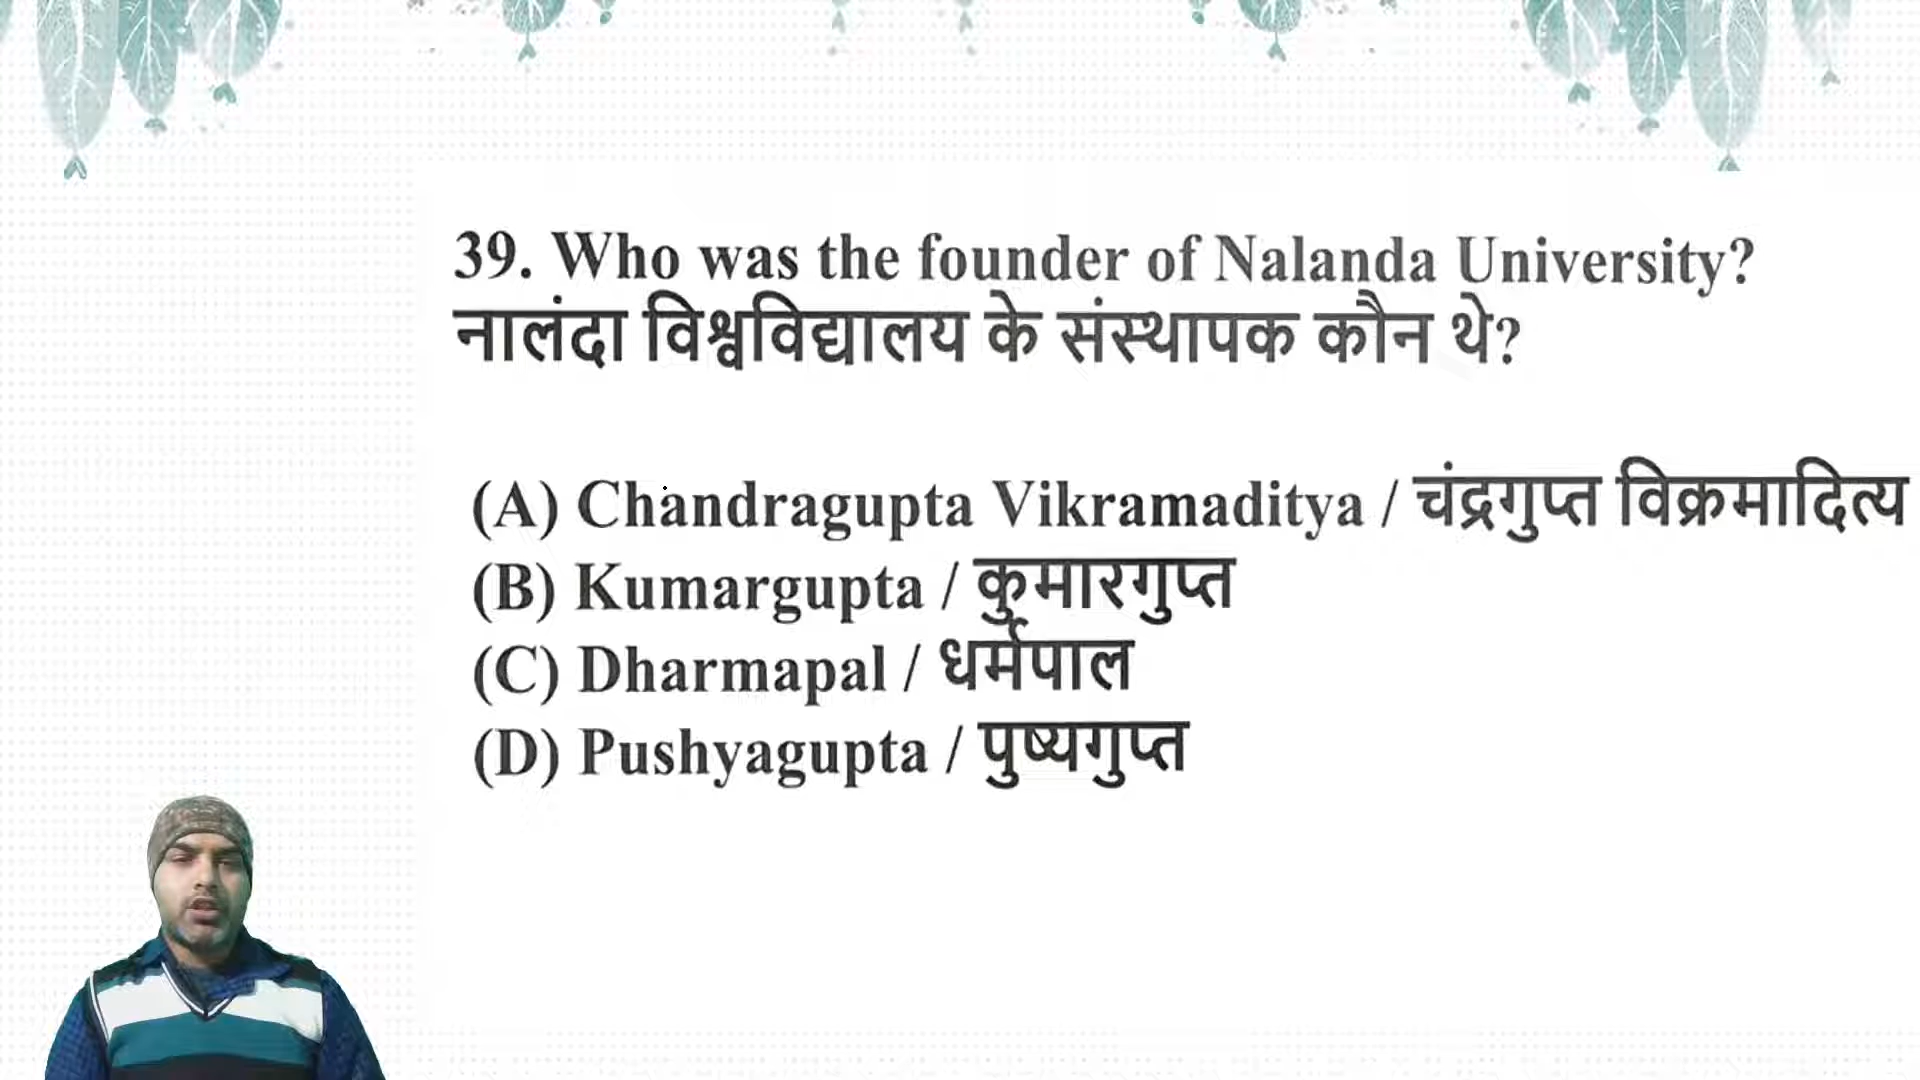 39. Who was the founder of Nalanda University?
नालंदा विश्वविद्यालय के संस्थापक कौन थे?
(A) Chandragupta Vikramaditya / चंद्रगुप्त विक्रमादित्य
(B) Kumargupta / कुमारगुप्त
(C) Dharmapal / धर्मपाल
(D) Pushyagupta / पुष्यगुप्त